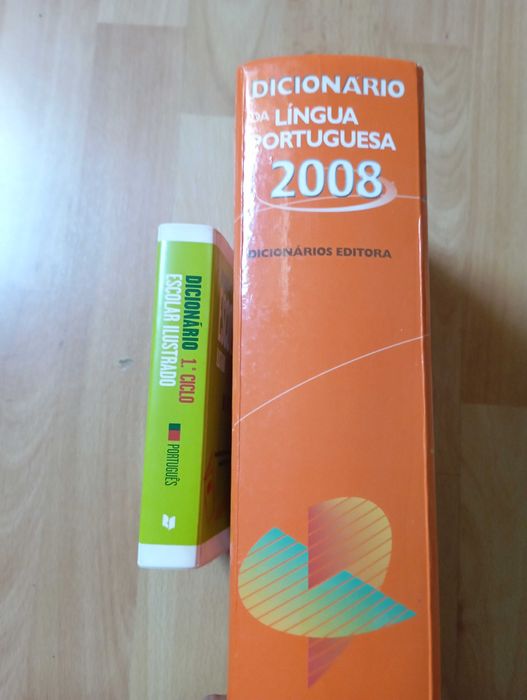 DICIONÁRIO
DA LÍNGUA
PORTUGUESA
2008
DICIONÁRIOS EDITORA
DICIONÁRIO 1.º CICLO
ESCOLAR ILUSTRADO
PORTUGUÊS